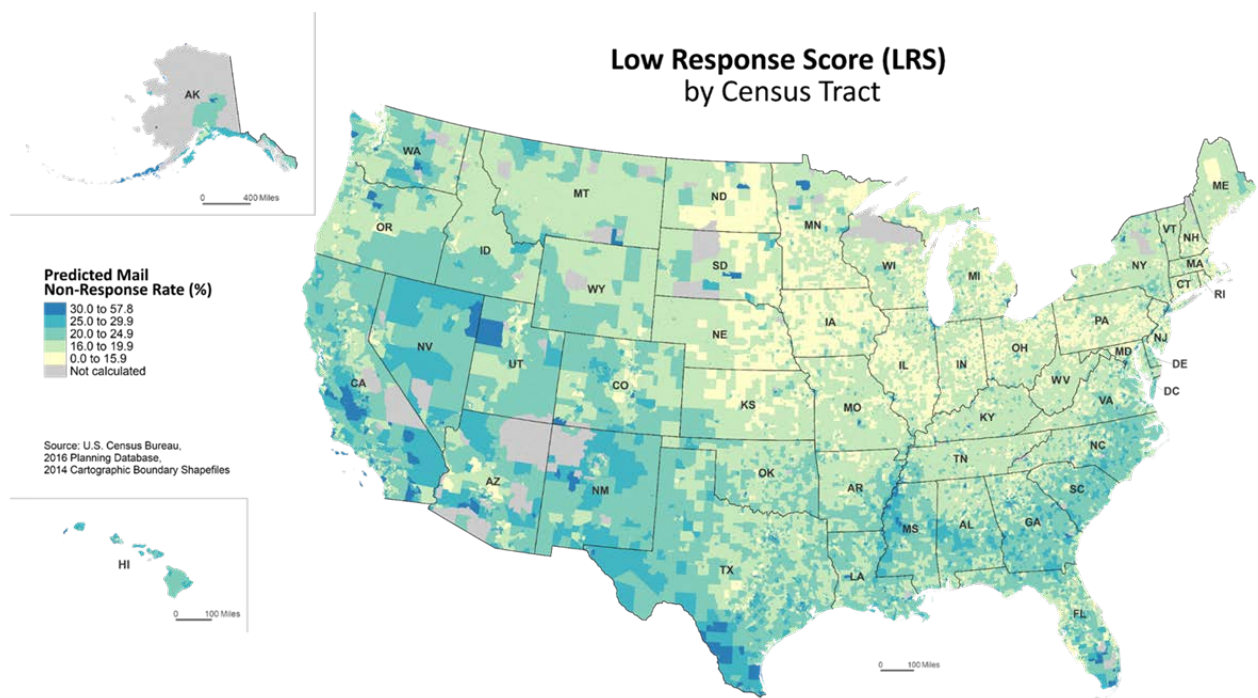 Low Response Score (LRS)
by Census Tract
AK
0 400 Miles
Predicted Mail
Non-Response Rate (%)
30.0 to 57.8
25.0 to 29.9
20.0 to 24.9
16.0 to 19.9
0.0 to 15.9
Not calculated
Source: U.S. Census Bureau,
2016 Planning Database,
2014 Cartographic Boundary Shapefiles
HI
0 100 Miles
WA
MT
ND
MN
ME
OR
ID
SD
WI
MI
VT
NH
NY
MA
CT
RI
WY
NE
IA
PA
NJ
NV
UT
CO
IL
IN
OH
MD
DE
WV
DC
CA
KS
MO
KY
VA
AZ
NM
OK
AR
TN
NC
SC
MS
AL
GA
TX
LA
FL
0 100 Miles